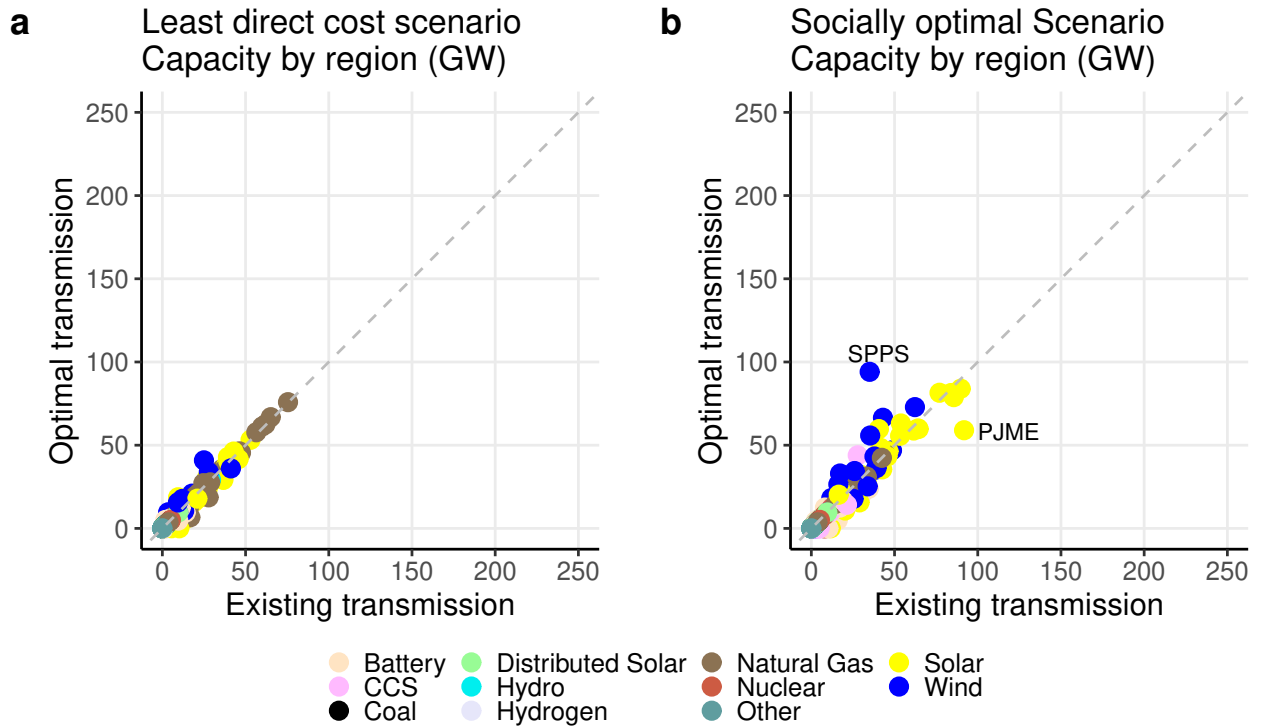 a
Least direct cost scenario
Capacity by region (GW)
250
200
150
100
50
0
Optimal transmission
0 50 100 150 200 250
Existing transmission
b
Socially optimal Scenario
Capacity by region (GW)
250
200
150
100
50
0
Optimal transmission
SPPS
PJME
0 50 100 150 200 250
Existing transmission
Battery Distributed Solar Natural Gas Solar
CCS Hydro Nuclear Wind
Coal Hydrogen Other